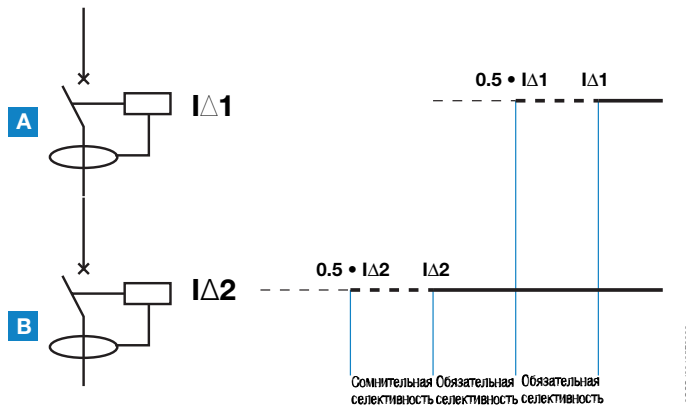 0.5 • IΔ1 IΔ1
A
IΔ1
0.5 • IΔ2 IΔ2
IΔ2
B
Сомнительная Обязательная Обязательная
селективность селективность селективность